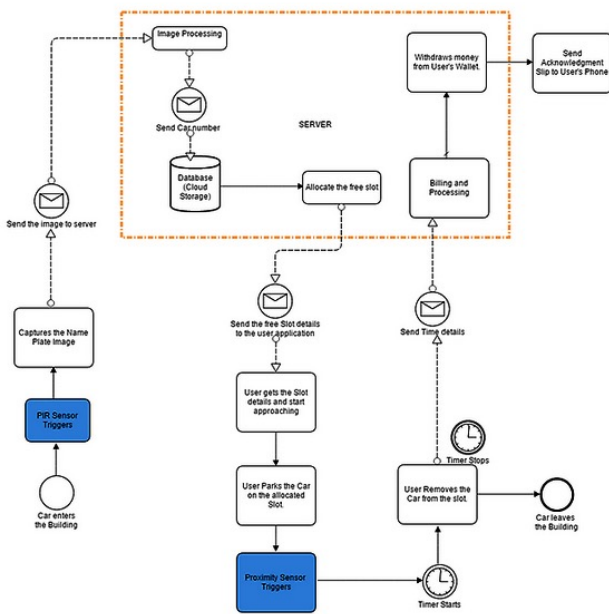 Image Processing
Send Car number
Database
(Cloud
Storage)
SERVER
Allocate the free slot
Withdraws money
from User's Wallet.
Send
Acknowledgment
Slip to User's Phone
Billing and
Processing
Send the image to server
Captures the Name
Plate Image
PIR Sensor
Triggers
Car enters
the Building
Send the free Slot details
to the user application
User gets the Slot
details and start
approaching
User Parks the Car
on the allocated
Slot.
Proximity Sensor
Triggers
Timer Starts
Send Time details
Timer Stops
User Removes the
Car from the slot.
Car leaves
the Building